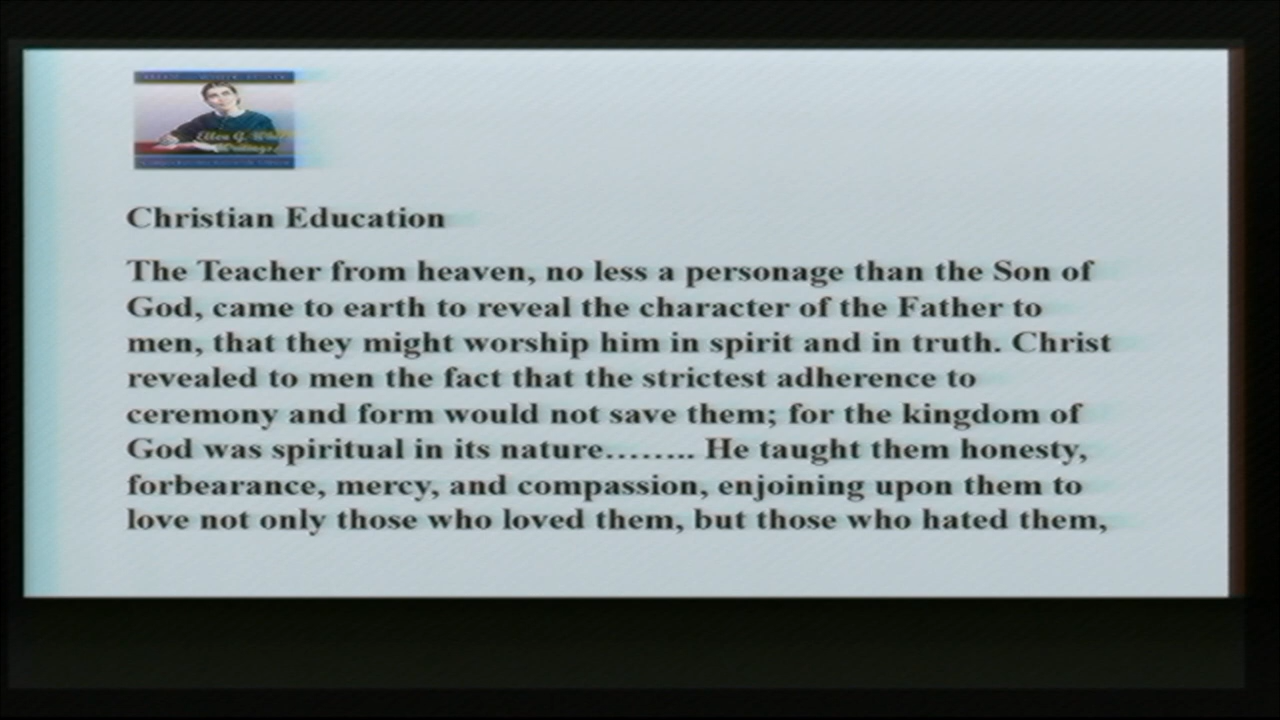 Ellen G. White
Writings
Christian Education
The Teacher from heaven, no less a personage than the Son of
God, came to earth to reveal the character of the Father to
men, that they might worship him in spirit and in truth. Christ
revealed to men the fact that the strictest adherence to
ceremony and form would not save them; for the kingdom of
God was spiritual in its nature…….. He taught them honesty,
forbearance, mercy, and compassion, enjoining upon them to
love not only those who loved them, but those who hated them,